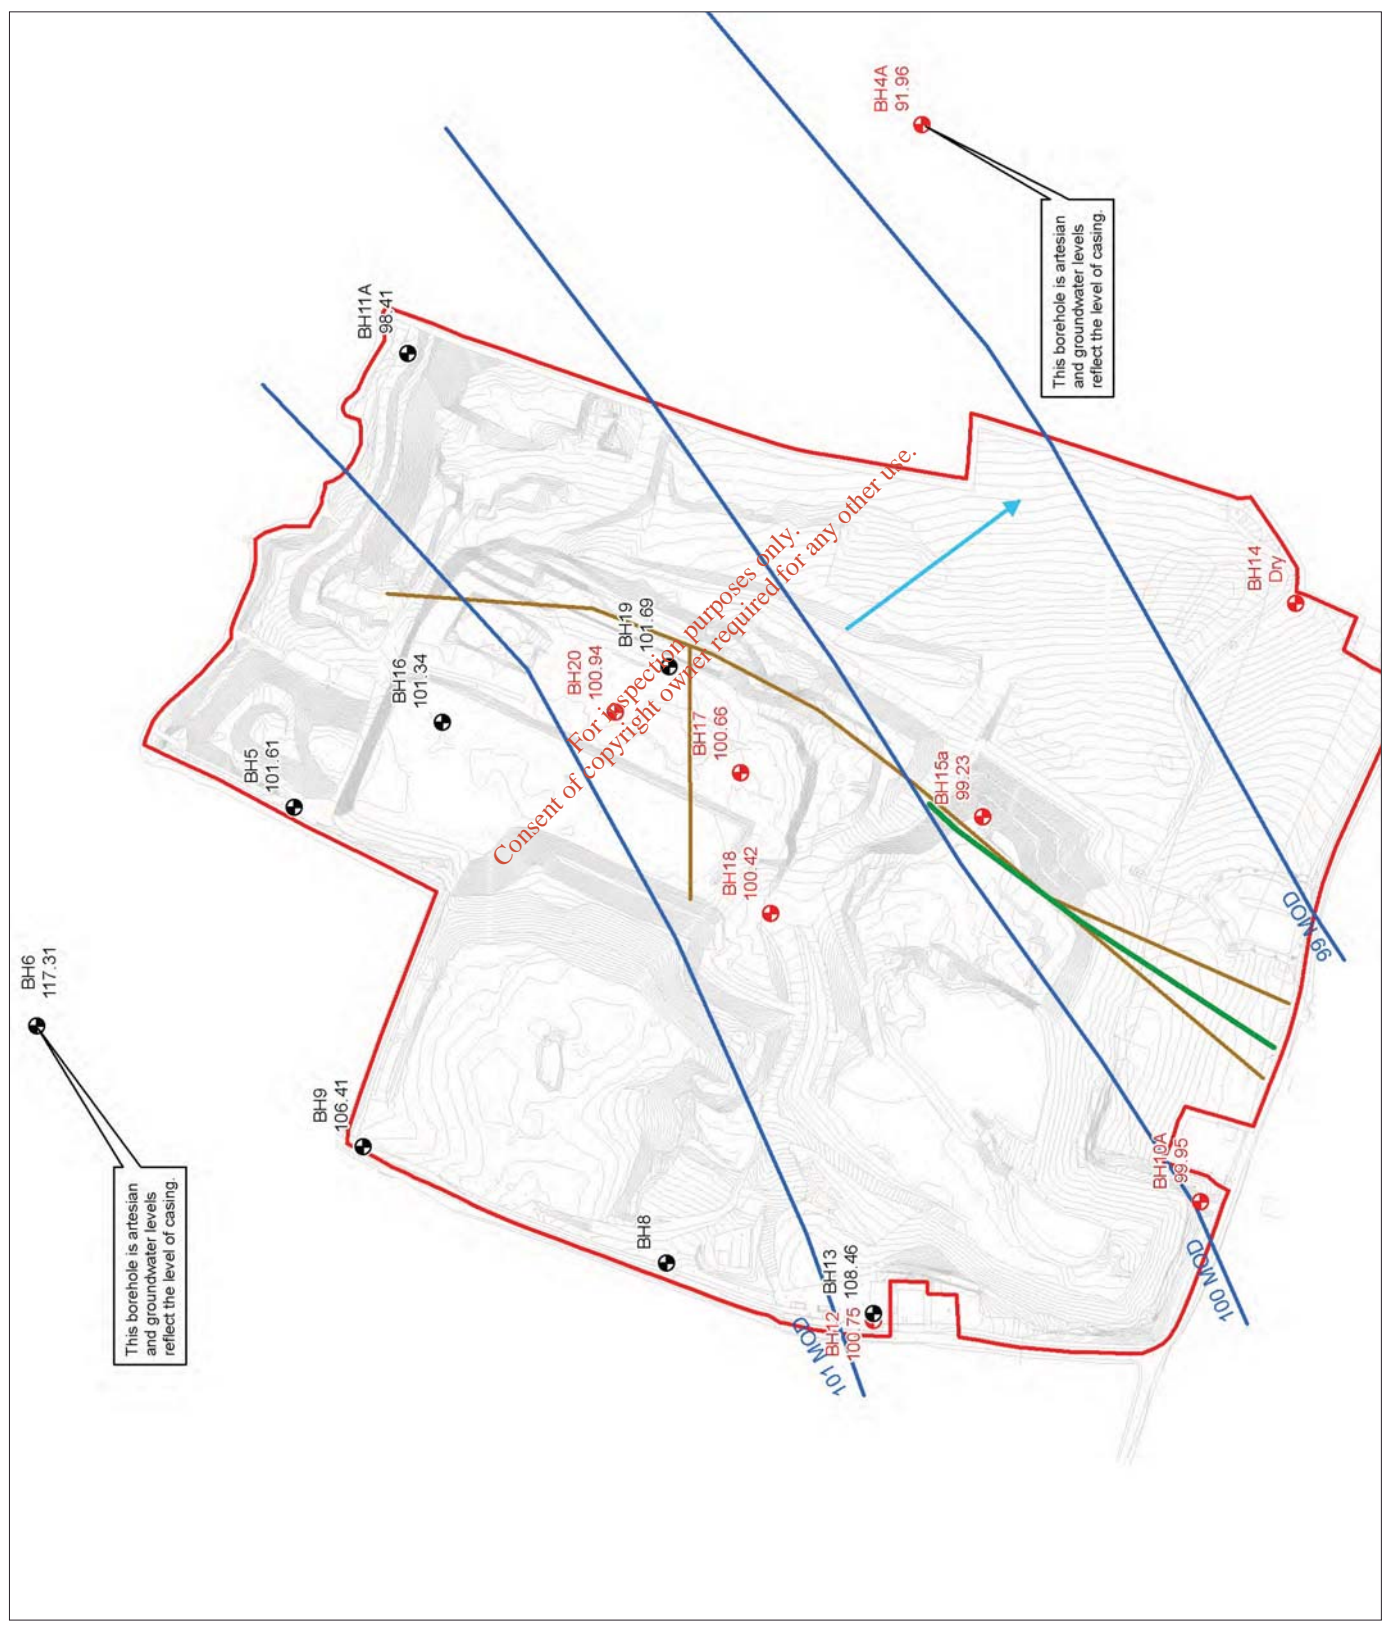 BH6
117.31
This borehole is artesian
and groundwater levels
reflect the level of casing.
BH9
106.41
BH5
101.61
BH11A
98.41
BH16
101.34
BH8
BH20
100.94
BH19
101.69
BH17
100.66
BH18
100.42
BH13
108.46
BH12
100.75
101 MOD
BH4A
91.96
This borehole is artesian
and groundwater levels
reflect the level of casing.
BH15a
99.23
BH10A
99.95
100 MOD
BH14
Dry
99 MOD
For inspection purposes only.
Consent of copyright owner required for any other use.